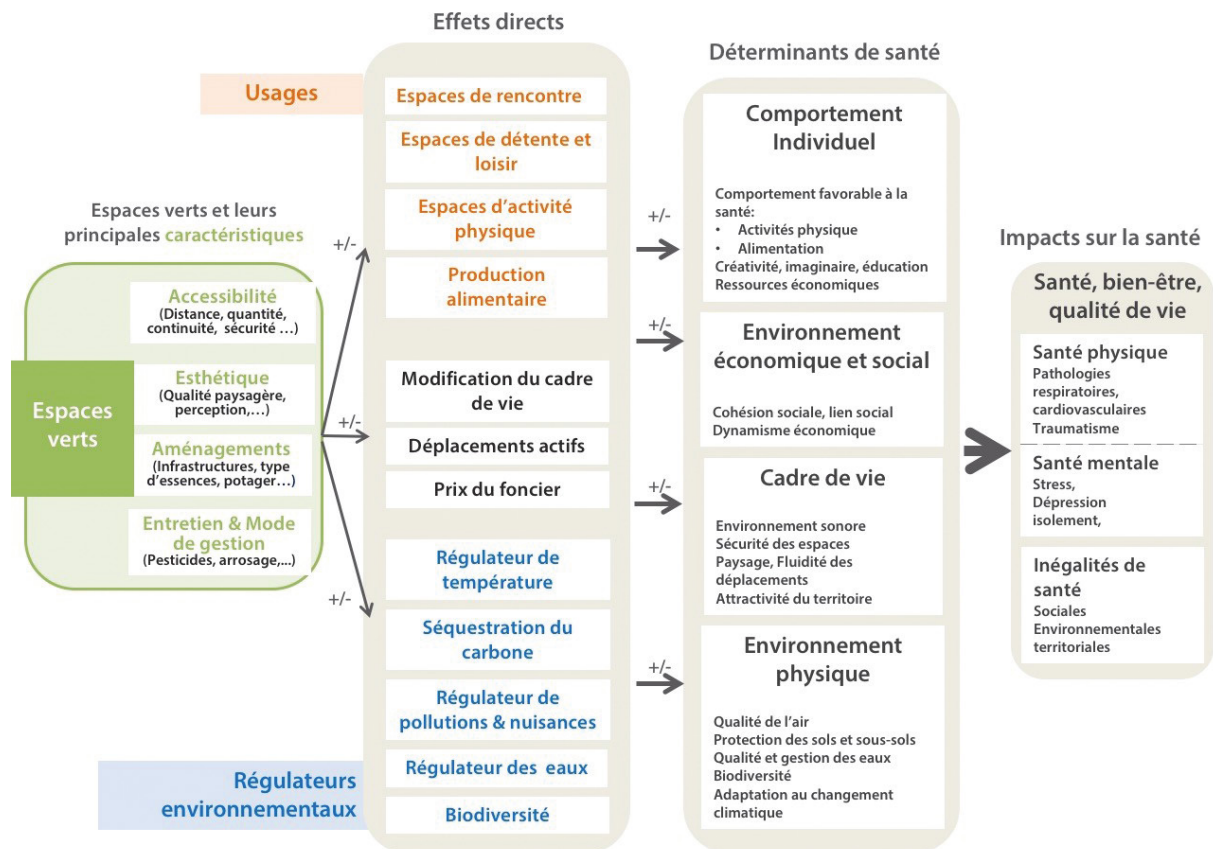 Effets directs
Déterminants de santé
Usages
Espaces de rencontre
Espaces de détente et
loisir
Espaces d'activité
physique
Production
alimentaire
Espaces verts et leurs
principales caractéristiques
+/-
+/-
+/-
Espaces
verts
Accessibilité
(Distance, quantité,
continuité, sécurité ...)
Esthétique
(Qualité paysagère,
perception,...)
Aménagements
(Infrastructures, type
d'essences, potager...)
Entretien & Mode
de gestion
(Pesticides, arrosage,...)
Modification du cadre
de vie
Déplacements actifs
Prix du foncier
Régulateur de
température
Séquestration du
carbone
Régulateur de
pollutions & nuisances
Régulateur des eaux
Biodiversité
Régulateurs
environnementaux
+/-
+/-
+/-
+/-
Comportement
Individuel
Comportement favorable à la
santé:
• Activités physique
• Alimentation
Créativité, imaginaire, éducation
Ressources économiques
Environnement
économique et social
Cohésion sociale, lien social
Dynamisme économique
Cadre de vie
Environnement sonore
Sécurité des espaces
Paysage, Fluidité des
déplacements
Attractivité du territoire
Environnement
physique
Qualité de l'air
Protection des sols et sous-sols
Qualité et gestion des eaux
Biodiversité
Adaptation au changement
climatique
Impacts sur la santé
Santé, bien-être,
qualité de vie
Santé physique
Pathologies
respiratoires,
cardiovasculaires
Traumatisme
Santé mentale
Stress,
Dépression
isolement,
Inégalités de
santé
Sociales
Environnementales
territoriales